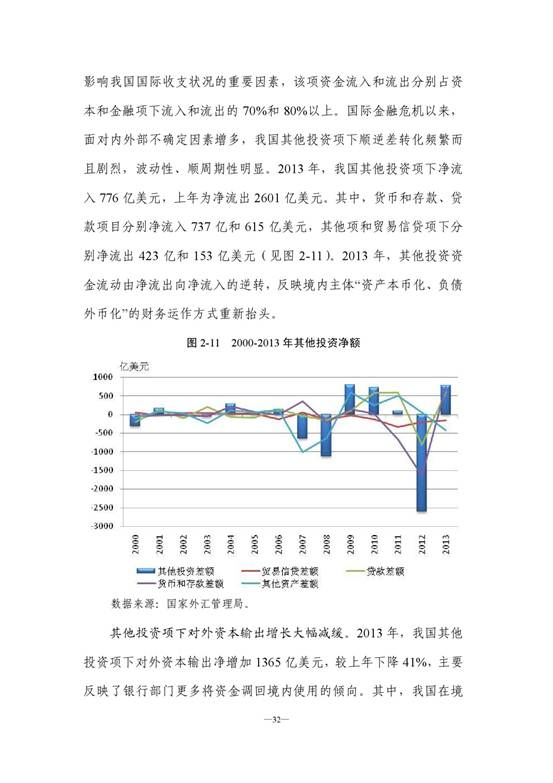 影响我国国际收支状况的重要因素，该项资金流入和流出分别占资
本和金融项下流入和流出的 70%和 80%以上。国际金融危机以来，
面对内外部不确定因素增多，我国其他投资项下顺逆差转化频繁而
且剧烈，波动性、顺周期性明显。2013 年，我国其他投资项下净流
入 776 亿美元，上年为净流出 2601 亿美元。其中，货币和存款、贷
款项目分别净流入 737 亿和 615 亿美元，其他项和贸易信贷项下分
别净流出 423 亿和 153 亿美元（见图 2-11）。2013 年，其他投资资
金流动由净流出向净流入的逆转，反映境内主体“资产本币化、负债
外币化”的财务运作方式重新抬头。
图 2-11 2000-2013 年其他投资净额
亿美元
1000
500
0
-500
-1000
-1500
-2000
-2500
-3000
2000 2001 2002 2003 2004 2005 2006 2007 2008 2009 2010 2011 2012 2013
其他投资差额 贸易信贷差额 贷款差额
货币和存款差额 其他资产差额
数据来源：国家外汇管理局。
其他投资项下对外资本输出增长大幅减缓。2013 年，我国其他
投资项下对外资本输出净增加 1365 亿美元，较上年下降 41%，主要
反映了银行部门更多将资金调回境内使用的倾向。其中，我国在境
—32—